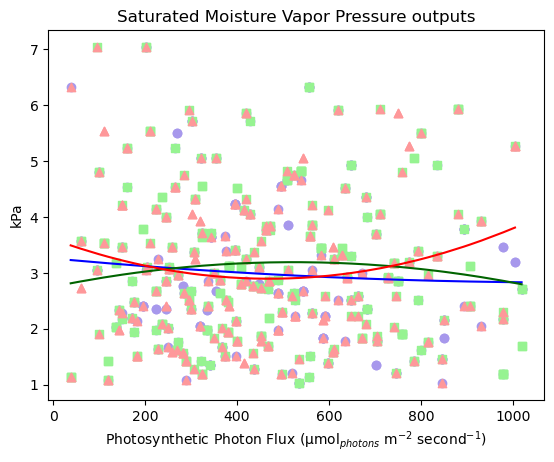 Saturated Moisture Vapor Pressure outputs
7
6
5
4
3
2
1
kPa
0 200 400 600 800 1000
Photosynthetic Photon Flux (μmol_photons m⁻² second⁻¹)